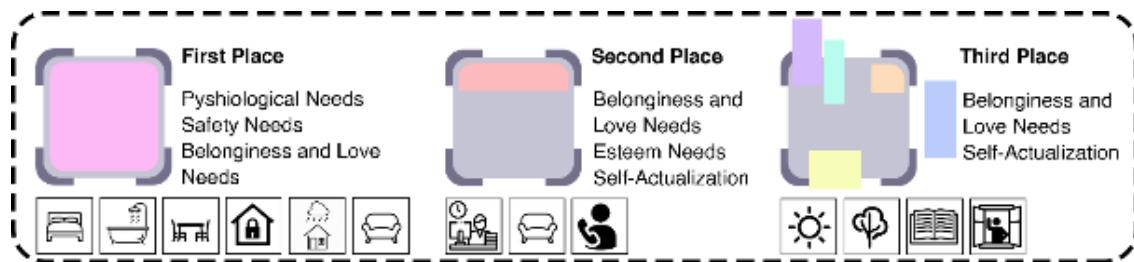 First Place
Pyshiological Needs
Safety Needs
Belonginess and Love
Needs
Second Place
Belonginess and
Love Needs
Esteem Needs
Self-Actualization
Third Place
Belonginess and
Love Needs
Self-Actualization